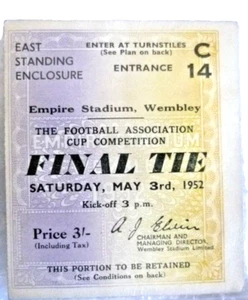 EAST
STANDING
ENCLOSURE
ENTER AT TURNSTILES
(See Plan on back)
ENTRANCE
C
14
Empire Stadium, Wembley
THE FOOTBALL ASSOCIATION
CUP COMPETITION
FINAL TIE
SATURDAY, MAY 3rd, 1952
Kick-off 3 p.m.
Price 3/-
(Including Tax)
A J Elvin
CHAIRMAN AND
MANAGING DIRECTOR,
Wembley Stadium Limited
THIS PORTION TO BE RETAINED
(See Conditions on back)